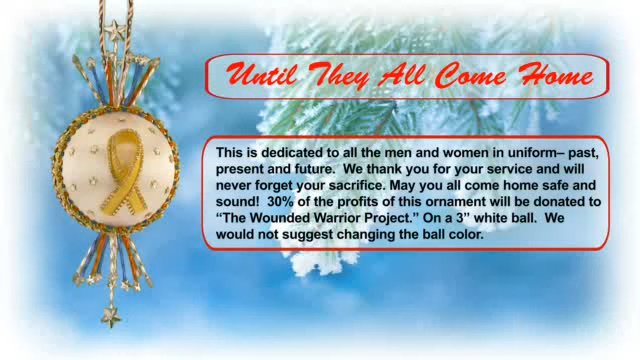 Until They All Come Home
This is dedicated to all the men and women in uniform– past,
present and future.  We thank you for your service and will
never forget your sacrifice. May you all come home safe and
sound!  30% of the profits of this ornament will be donated to
“The Wounded Warrior Project.” On a 3” white ball.  We
would not suggest changing the ball color.